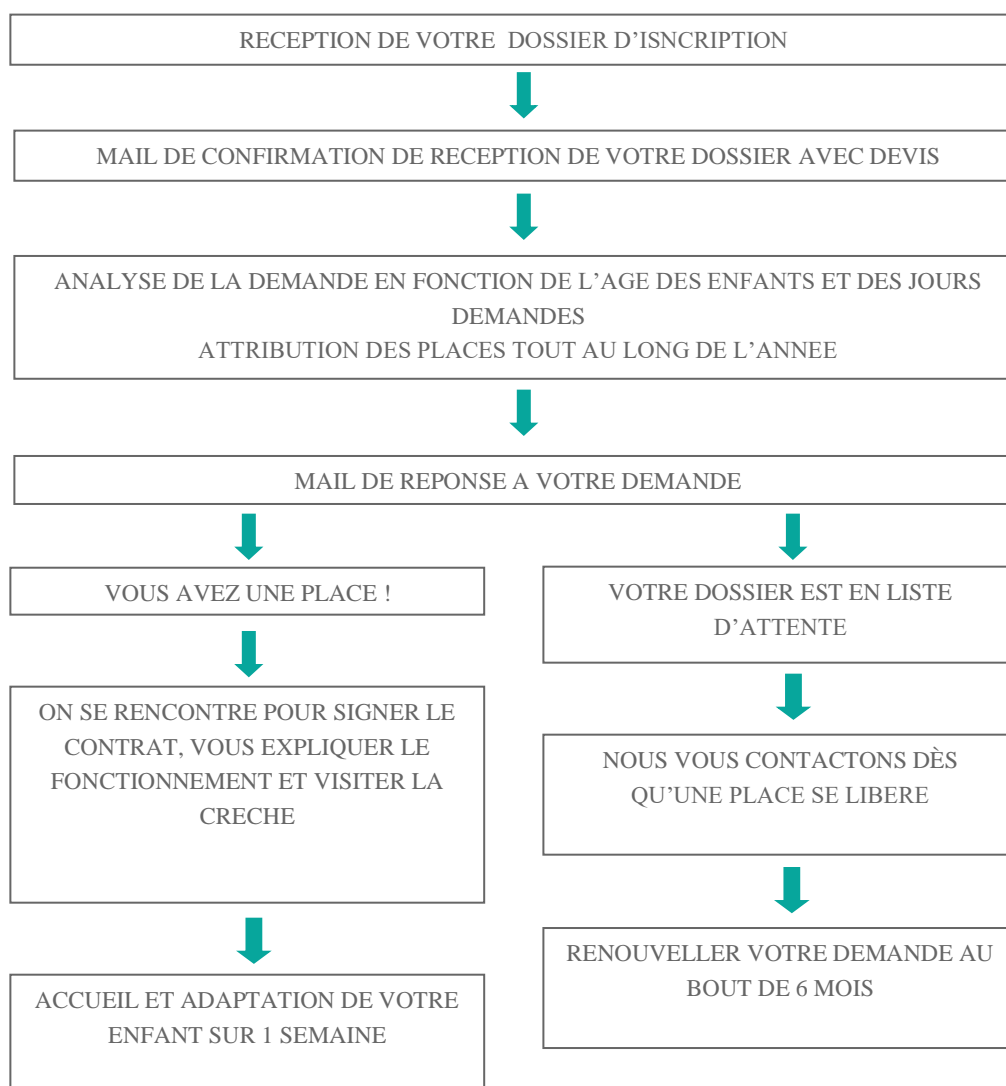 RECEPTION DE VOTRE DOSSIER D’ISNCRIPTION
MAIL DE CONFIRMATION DE RECEPTION DE VOTRE DOSSIER AVEC DEVIS
ANALYSE DE LA DEMANDE EN FONCTION DE L’AGE DES ENFANTS ET DES JOURS
DEMANDES
ATTRIBUTION DES PLACES TOUT AU LONG DE L’ANNEE
MAIL DE REPONSE A VOTRE DEMANDE
VOUS AVEZ UNE PLACE !
ON SE RENCONTRE POUR SIGNER LE
CONTRAT, VOUS EXPLIQUER LE
FONCTIONNEMENT ET VISITER LA
CRECHE
ACCUEIL ET ADAPTATION DE VOTRE
ENFANT SUR 1 SEMAINE
VOTRE DOSSIER EST EN LISTE
D’ATTENTE
NOUS VOUS CONTACTONS DÈS
QU’UNE PLACE SE LIBERE
RENOUVELLER VOTRE DEMANDE AU
BOUT DE 6 MOIS